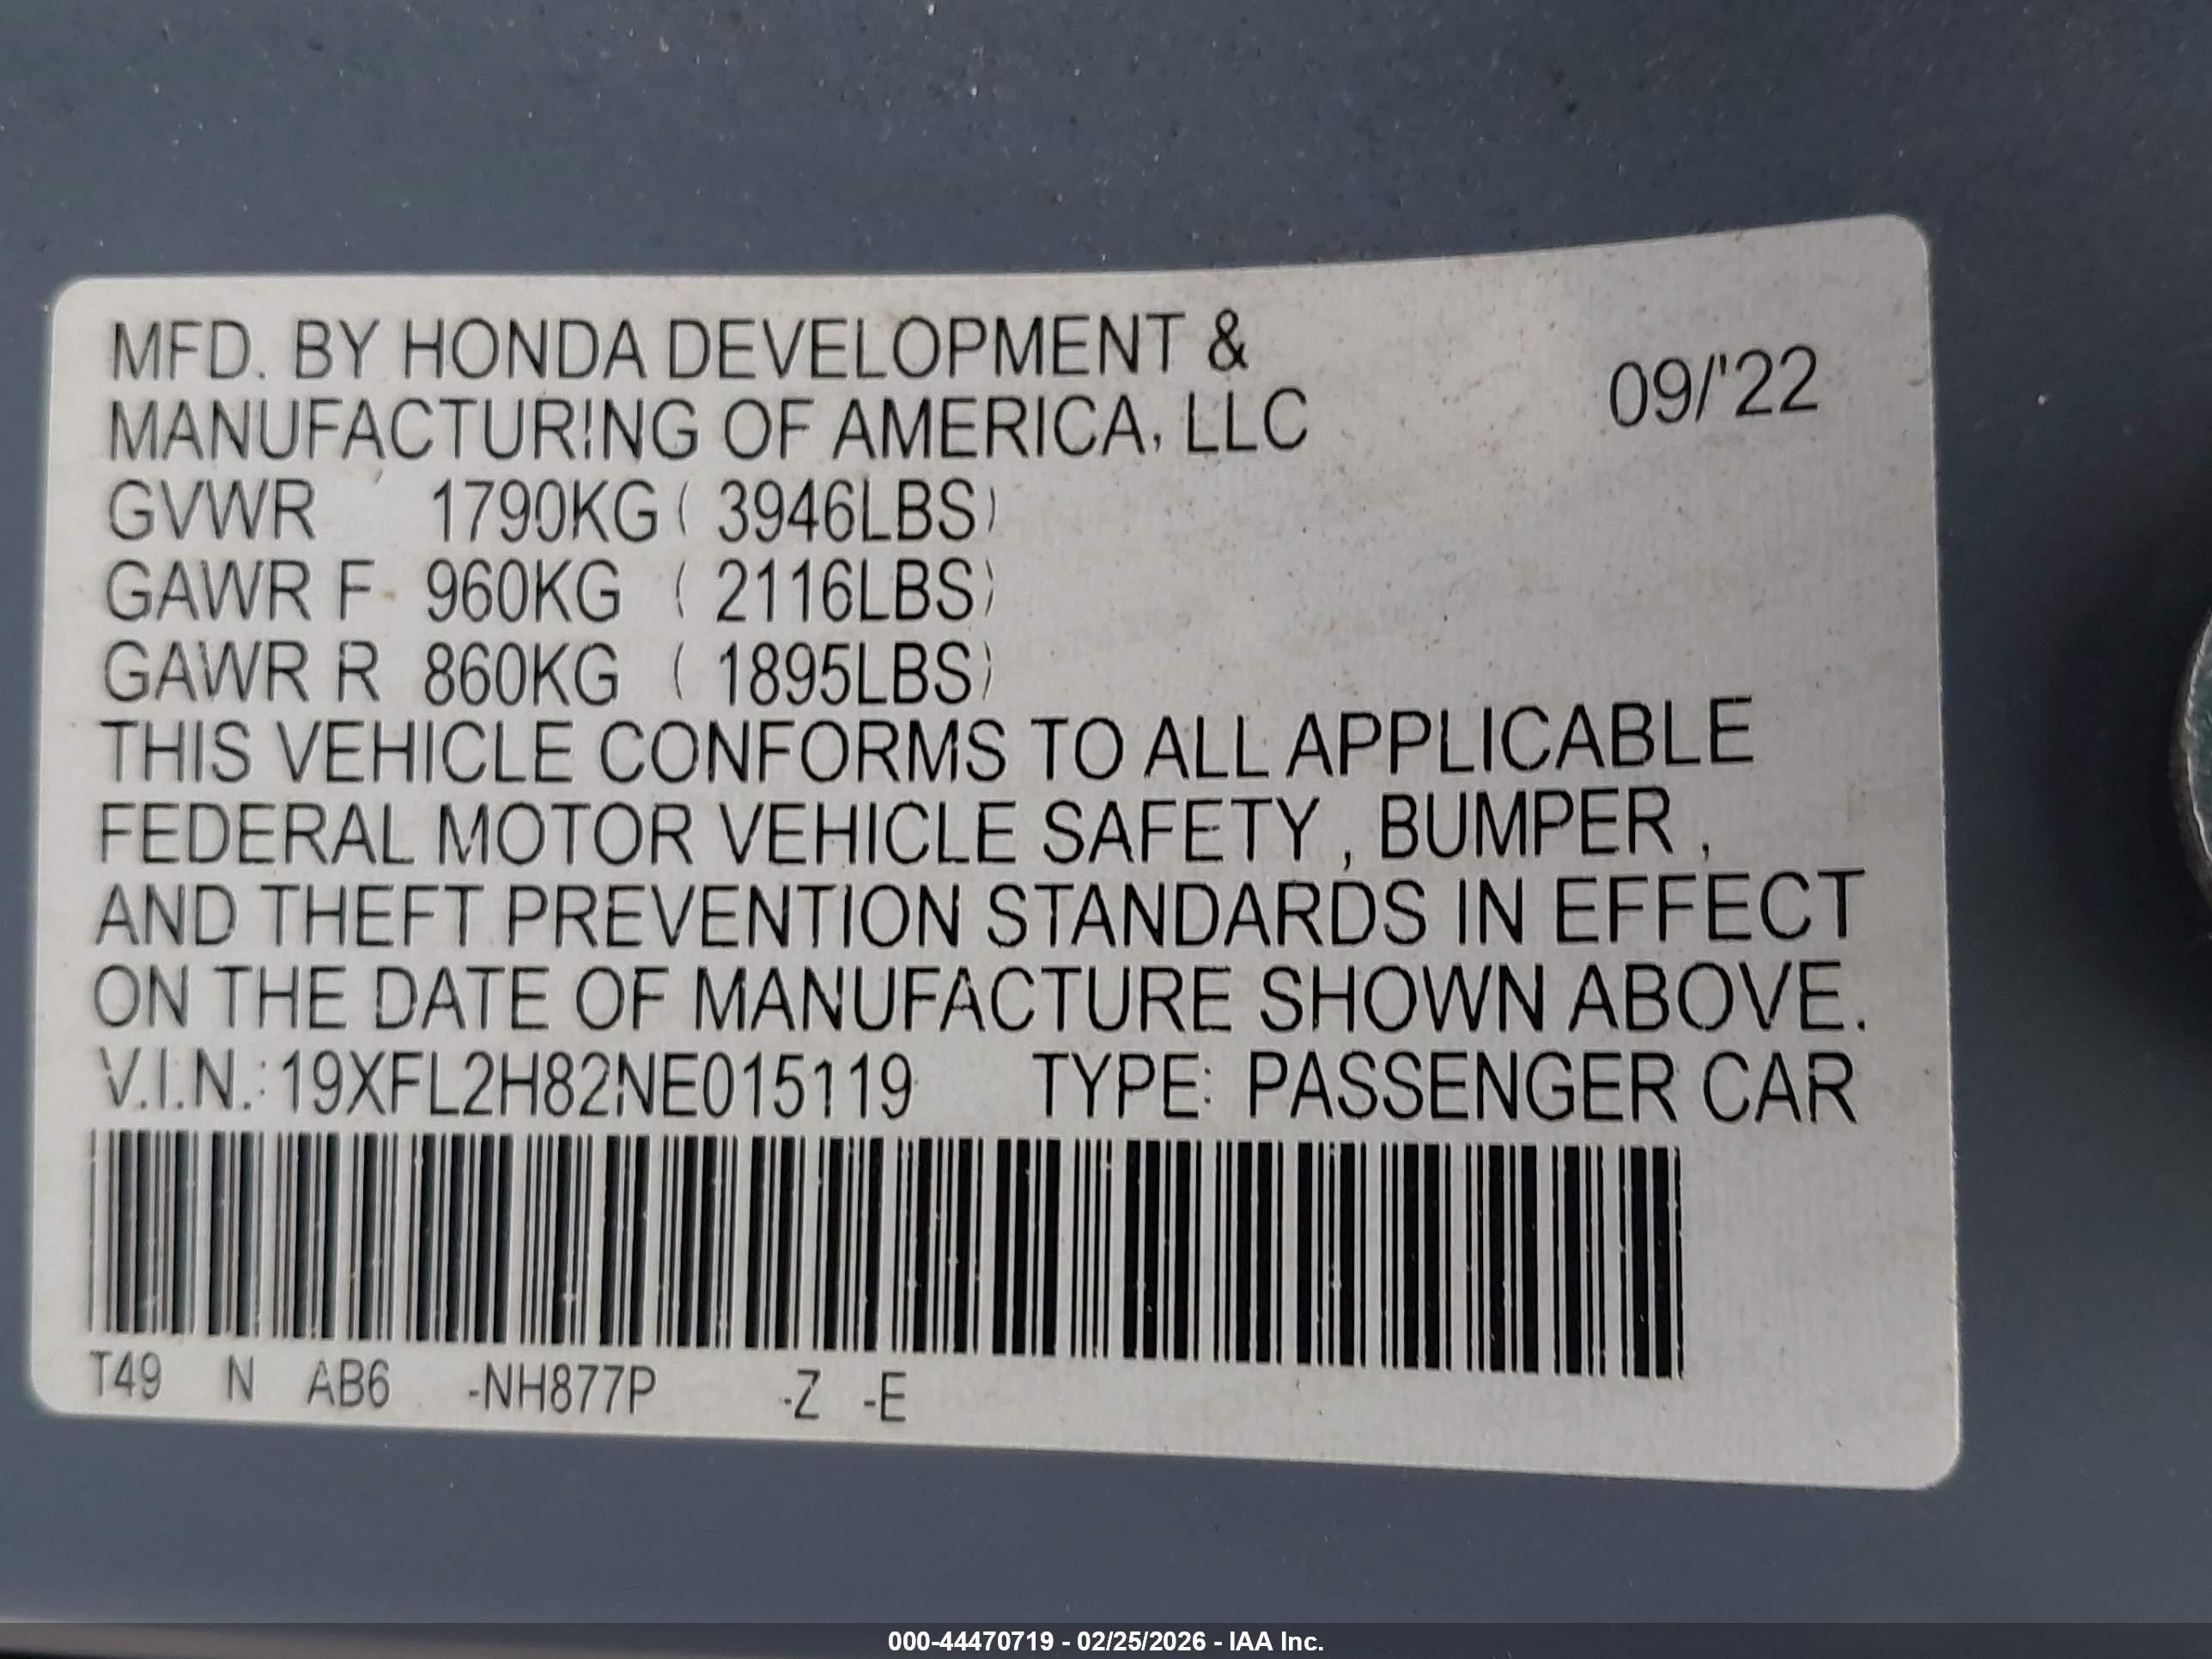 MFD. BY HONDA DEVELOPMENT &
MANUFACTURING OF AMERICA, LLC
09/'22
GVWR 1790KG ( 3946LBS)
GAWR F 960KG ( 2116LBS)
GAWR R 860KG ( 1895LBS)
THIS VEHICLE CONFORMS TO ALL APPLICABLE
FEDERAL MOTOR VEHICLE SAFETY , BUMPER ,
AND THEFT PREVENTION STANDARDS IN EFFECT
ON THE DATE OF MANUFACTURE SHOWN ABOVE.
V.I.N.: 19XFL2H82NE015119 TYPE: PASSENGER CAR
T49 N AB6 -NH877P -Z -E
000-44470719 - 02/25/2026 - IAA Inc.